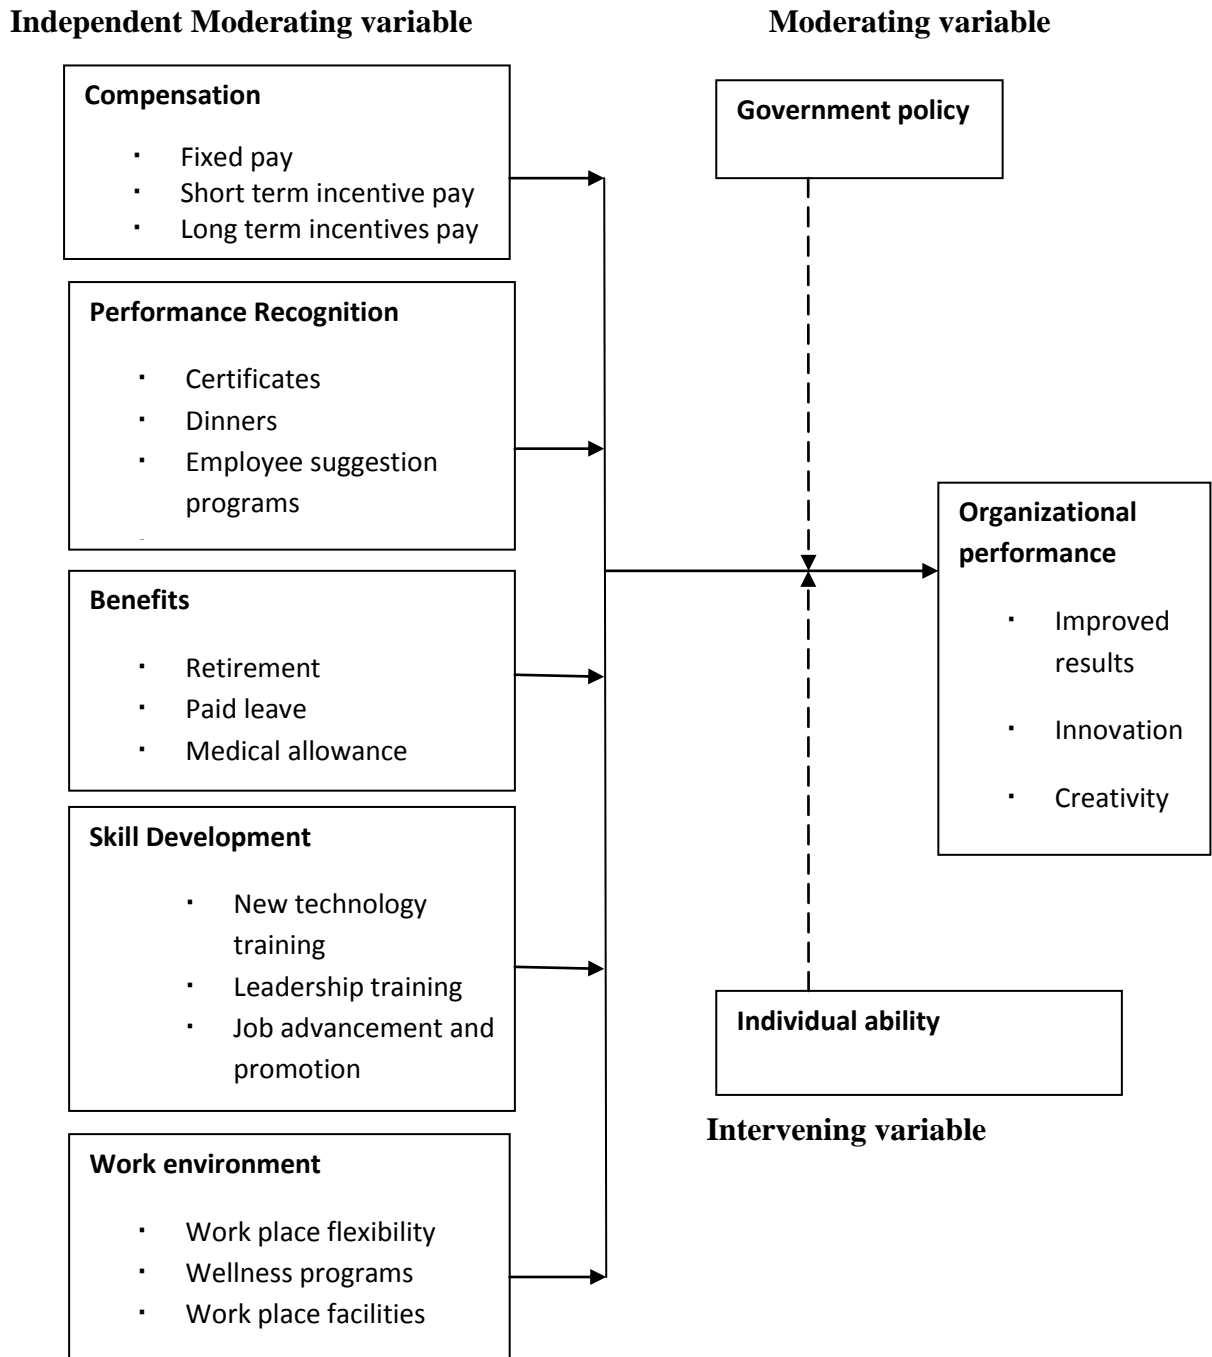 Independent Moderating variable
Moderating variable
Compensation
· Fixed pay
· Short term incentive pay
· Long term incentives pay
Performance Recognition
· Certificates
· Dinners
· Employee suggestion
programs
Benefits
· Retirement
· Paid leave
· Medical allowance
Skill Development
· New technology
training
· Leadership training
· Job advancement and
promotion
Work environment
· Work place flexibility
· Wellness programs
· Work place facilities
Government policy
Organizational
performance
· Improved
results
· Innovation
· Creativity
Individual ability
Intervening variable